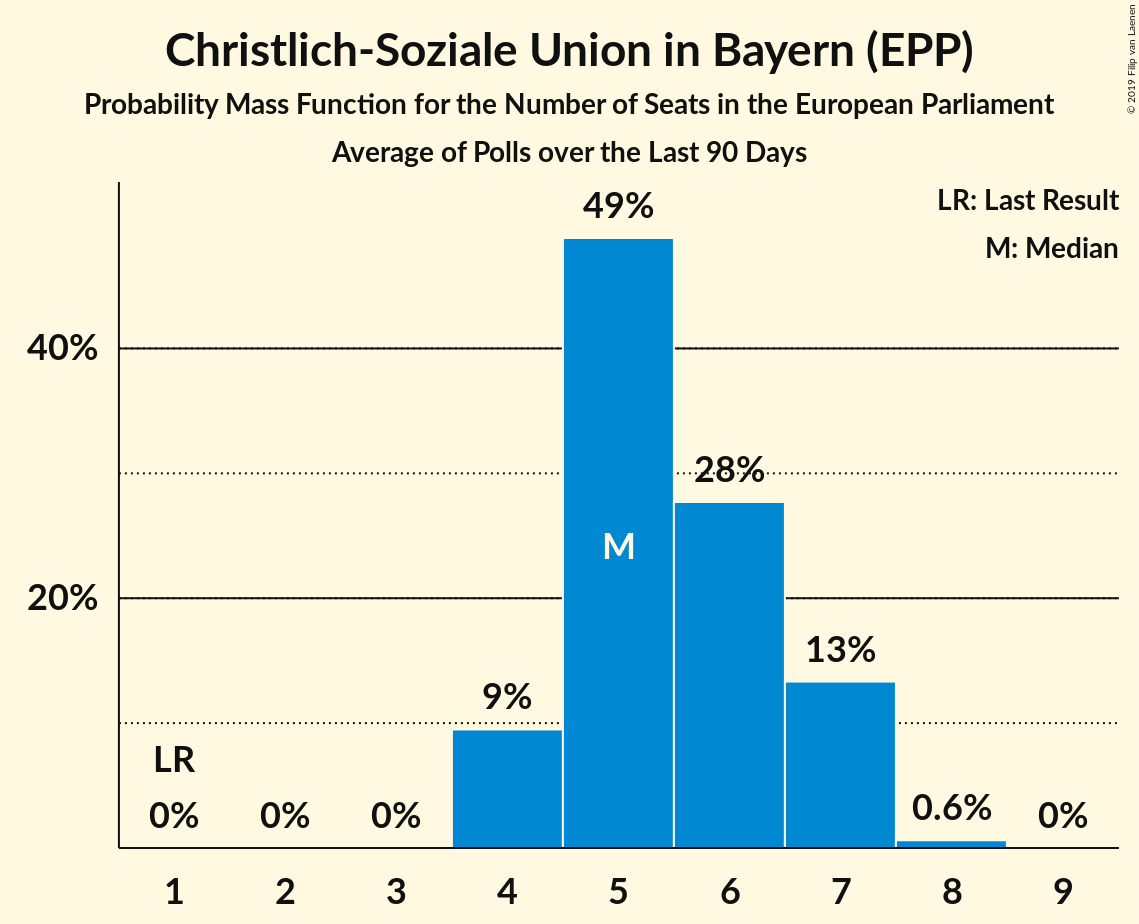 Christlich-Soziale Union in Bayern (EPP)
Probability Mass Function for the Number of Seats in the European Parliament
Average of Polls over the Last 90 Days
© 2019 Filip van Laenen
LR: Last Result
M: Median
49%
40%
28%
M
20%
13%
9%
LR
0% 0% 0% 0.6% 0%
1 2 3 4 5 6 7 8 9